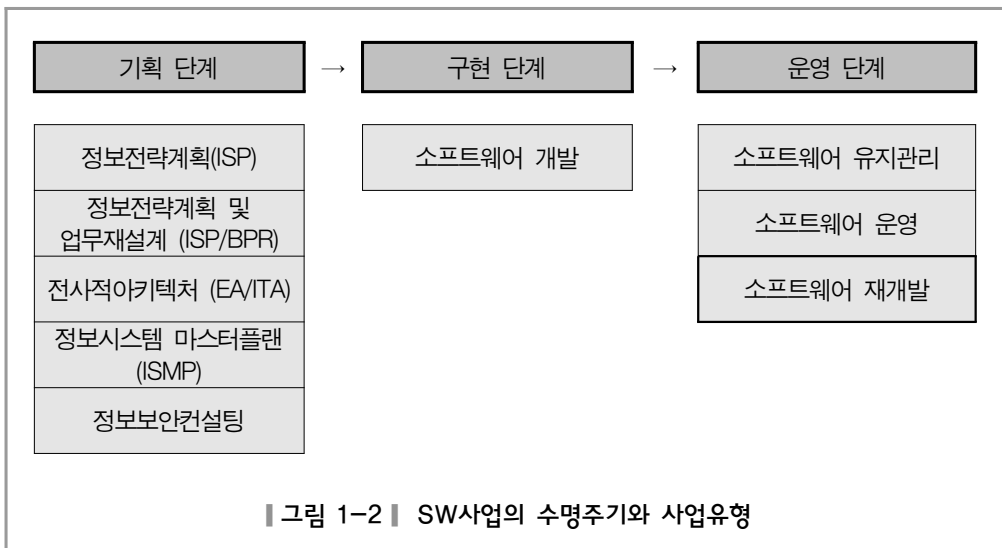 기획 단계 → 구현 단계 → 운영 단계
정보전략계획(ISP)
정보전략계획 및
업무재설계 (ISP/BPR)
전사적아키텍처 (EA/ITA)
정보시스템 마스터플랜
(ISMP)
정보보안컨설팅
소프트웨어 개발
소프트웨어 유지관리
소프트웨어 운영
소프트웨어 재개발
‖그림 1-2‖ SW사업의 수명주기와 사업유형